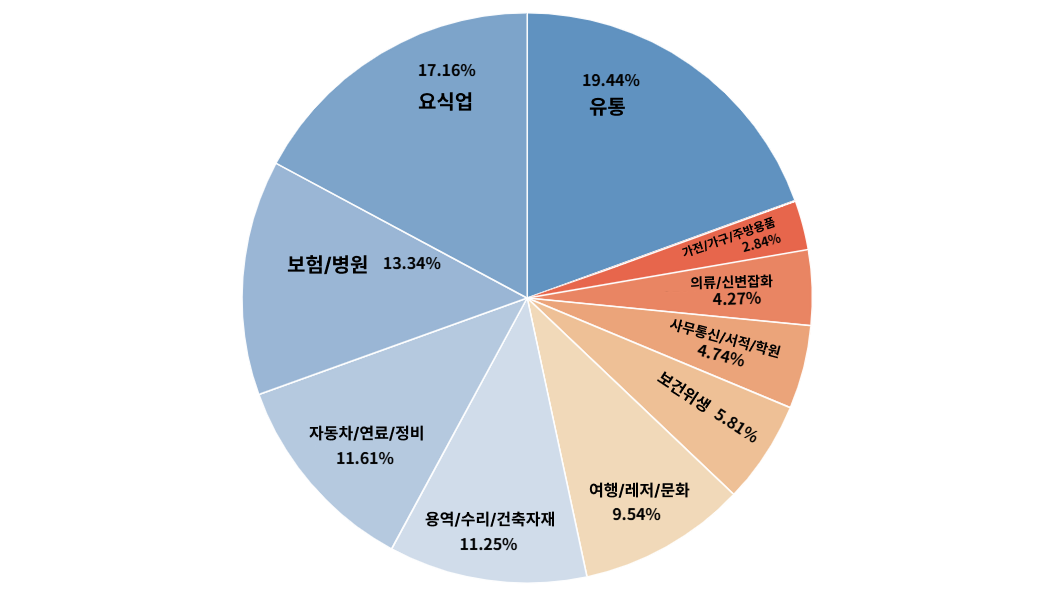 19.44%
유통
가전/가구/주방용품
2.84%
의류/신변잡화
4.27%
사무통신/서적/학원
4.74%
보건위생 5.81%
여행/레저/문화
9.54%
용역/수리/건축자재
11.25%
자동차/연료/정비
11.61%
보험/병원 13.34%
17.16%
요식업